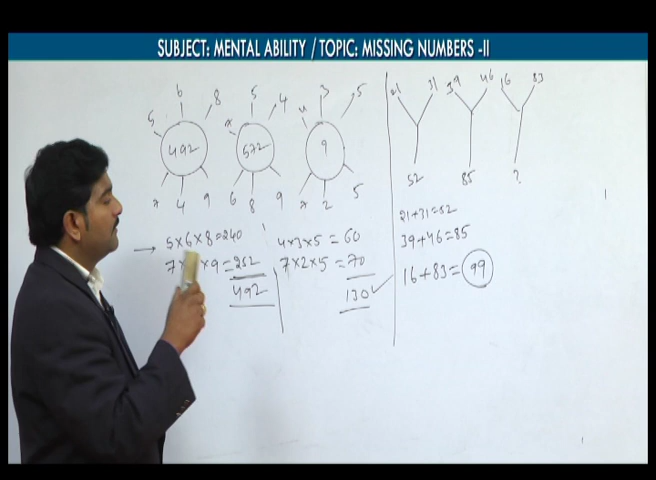 SUBJECT: MENTAL ABILITY / TOPIC: MISSING NUMBERS -II
6 8 5 4 3 5
5 4
492 572 9
7 4 9 6 8 9 7 2 5
21 31 39 46 16 83
52 85 ?
5×6×8=240
7× ×9=252
492
4×3×5=60
7×2×5=70
130
21+31=52
39+46=85
16+83=99